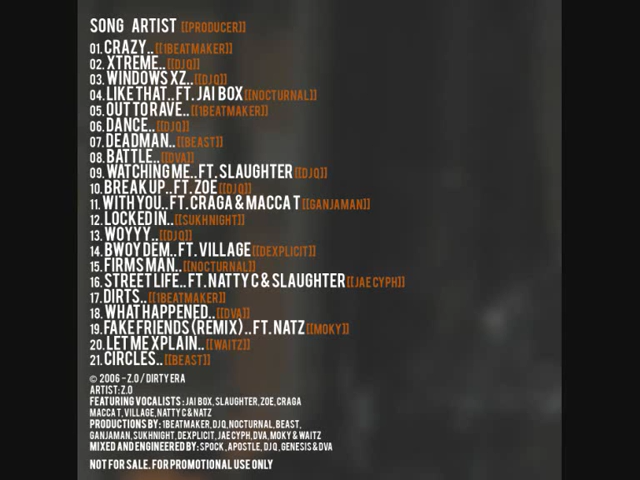 SONG ARTIST [[PRODUCER]]
01. CRAZY.. [[1BEATMAKER]]
02. XTREME.. [[DJQ]]
03. WINDOWS XZ.. [[DJQ]]
04. LIKE THAT.. FT. JAI BOX [[NOCTURNAL]]
05. OUT TO RAVE.. [[1BEATMAKER]]
06. DANCE.. [[DJQ]]
07. DEADMAN.. [[BEAST]]
08. BATTLE.. [[DVA]]
09. WATCHING ME.. FT. SLAUGHTER [[DJQ]]
10. BREAK UP.. FT. ZOE [[DJQ]]
11. WITH YOU.. FT. CRAGA & MACCA T [[GANJAMAN]]
12. LOCKED IN.. [[SUKHNIGHT]]
13. WOYYY.. [[DJQ]]
14. BWOY DEM.. FT. VILLAGE [[DEXPLICIT]]
15. FIRMS MAN.. [[NOCTURNAL]]
16. STREET LIFE.. FT. NATTY C & SLAUGHTER [[JAE CYPH]]
17. DIRTS.. [[1BEATMAKER]]
18. WHAT HAPPENED.. [[DVA]]
19. FAKE FRIENDS (REMIX).. FT. NATZ [[MOKY]]
20. LET ME XPLAIN.. [[WAITZ]]
21. CIRCLES.. [[BEAST]]
© 2006 - Z.O / DIRTY ERA
ARTIST: Z.O
FEATURING VOCALISTS : JAI BOX, SLAUGHTER, ZOE, CRAGA
MACCA T, VILLAGE, NATTY C & NATZ
PRODUCTIONS BY : 1BEATMAKER, DJQ, NOCTURNAL, BEAST,
GANJAMAN, SUKHNIGHT, DEXPLICIT, JAE CYPH, DVA, MOKY & WAITZ
MIXED AND ENGINEERED BY : SPOCK, APOSTLE, DJQ, GENESIS & DVA
NOT FOR SALE. FOR PROMOTIONAL USE ONLY